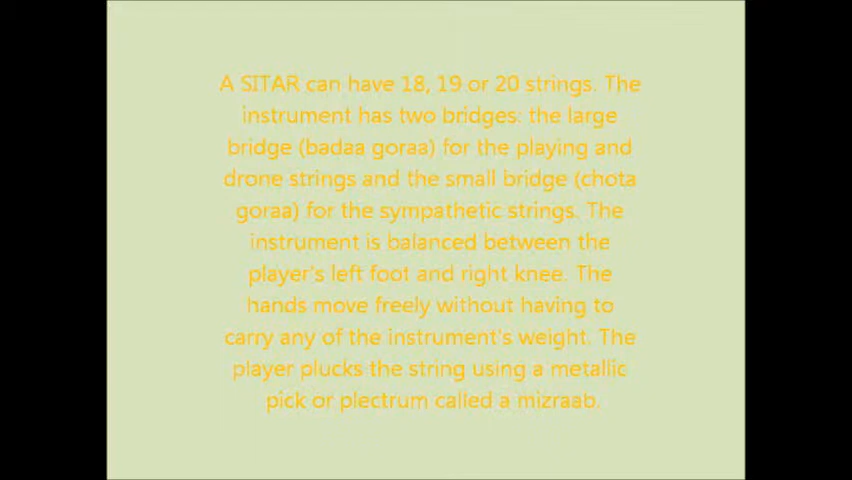 A SITAR can have 18, 19 or 20 strings. The
instrument has two bridges: the large
bridge (badaa goraa) for the playing and
drone strings and the small bridge (chota
goraa) for the sympathetic strings. The
instrument is balanced between the
player's left foot and right knee. The
hands move freely without having to
carry any of the instrument's weight. The
player plucks the string using a metallic
pick or plectrum called a mizraab.